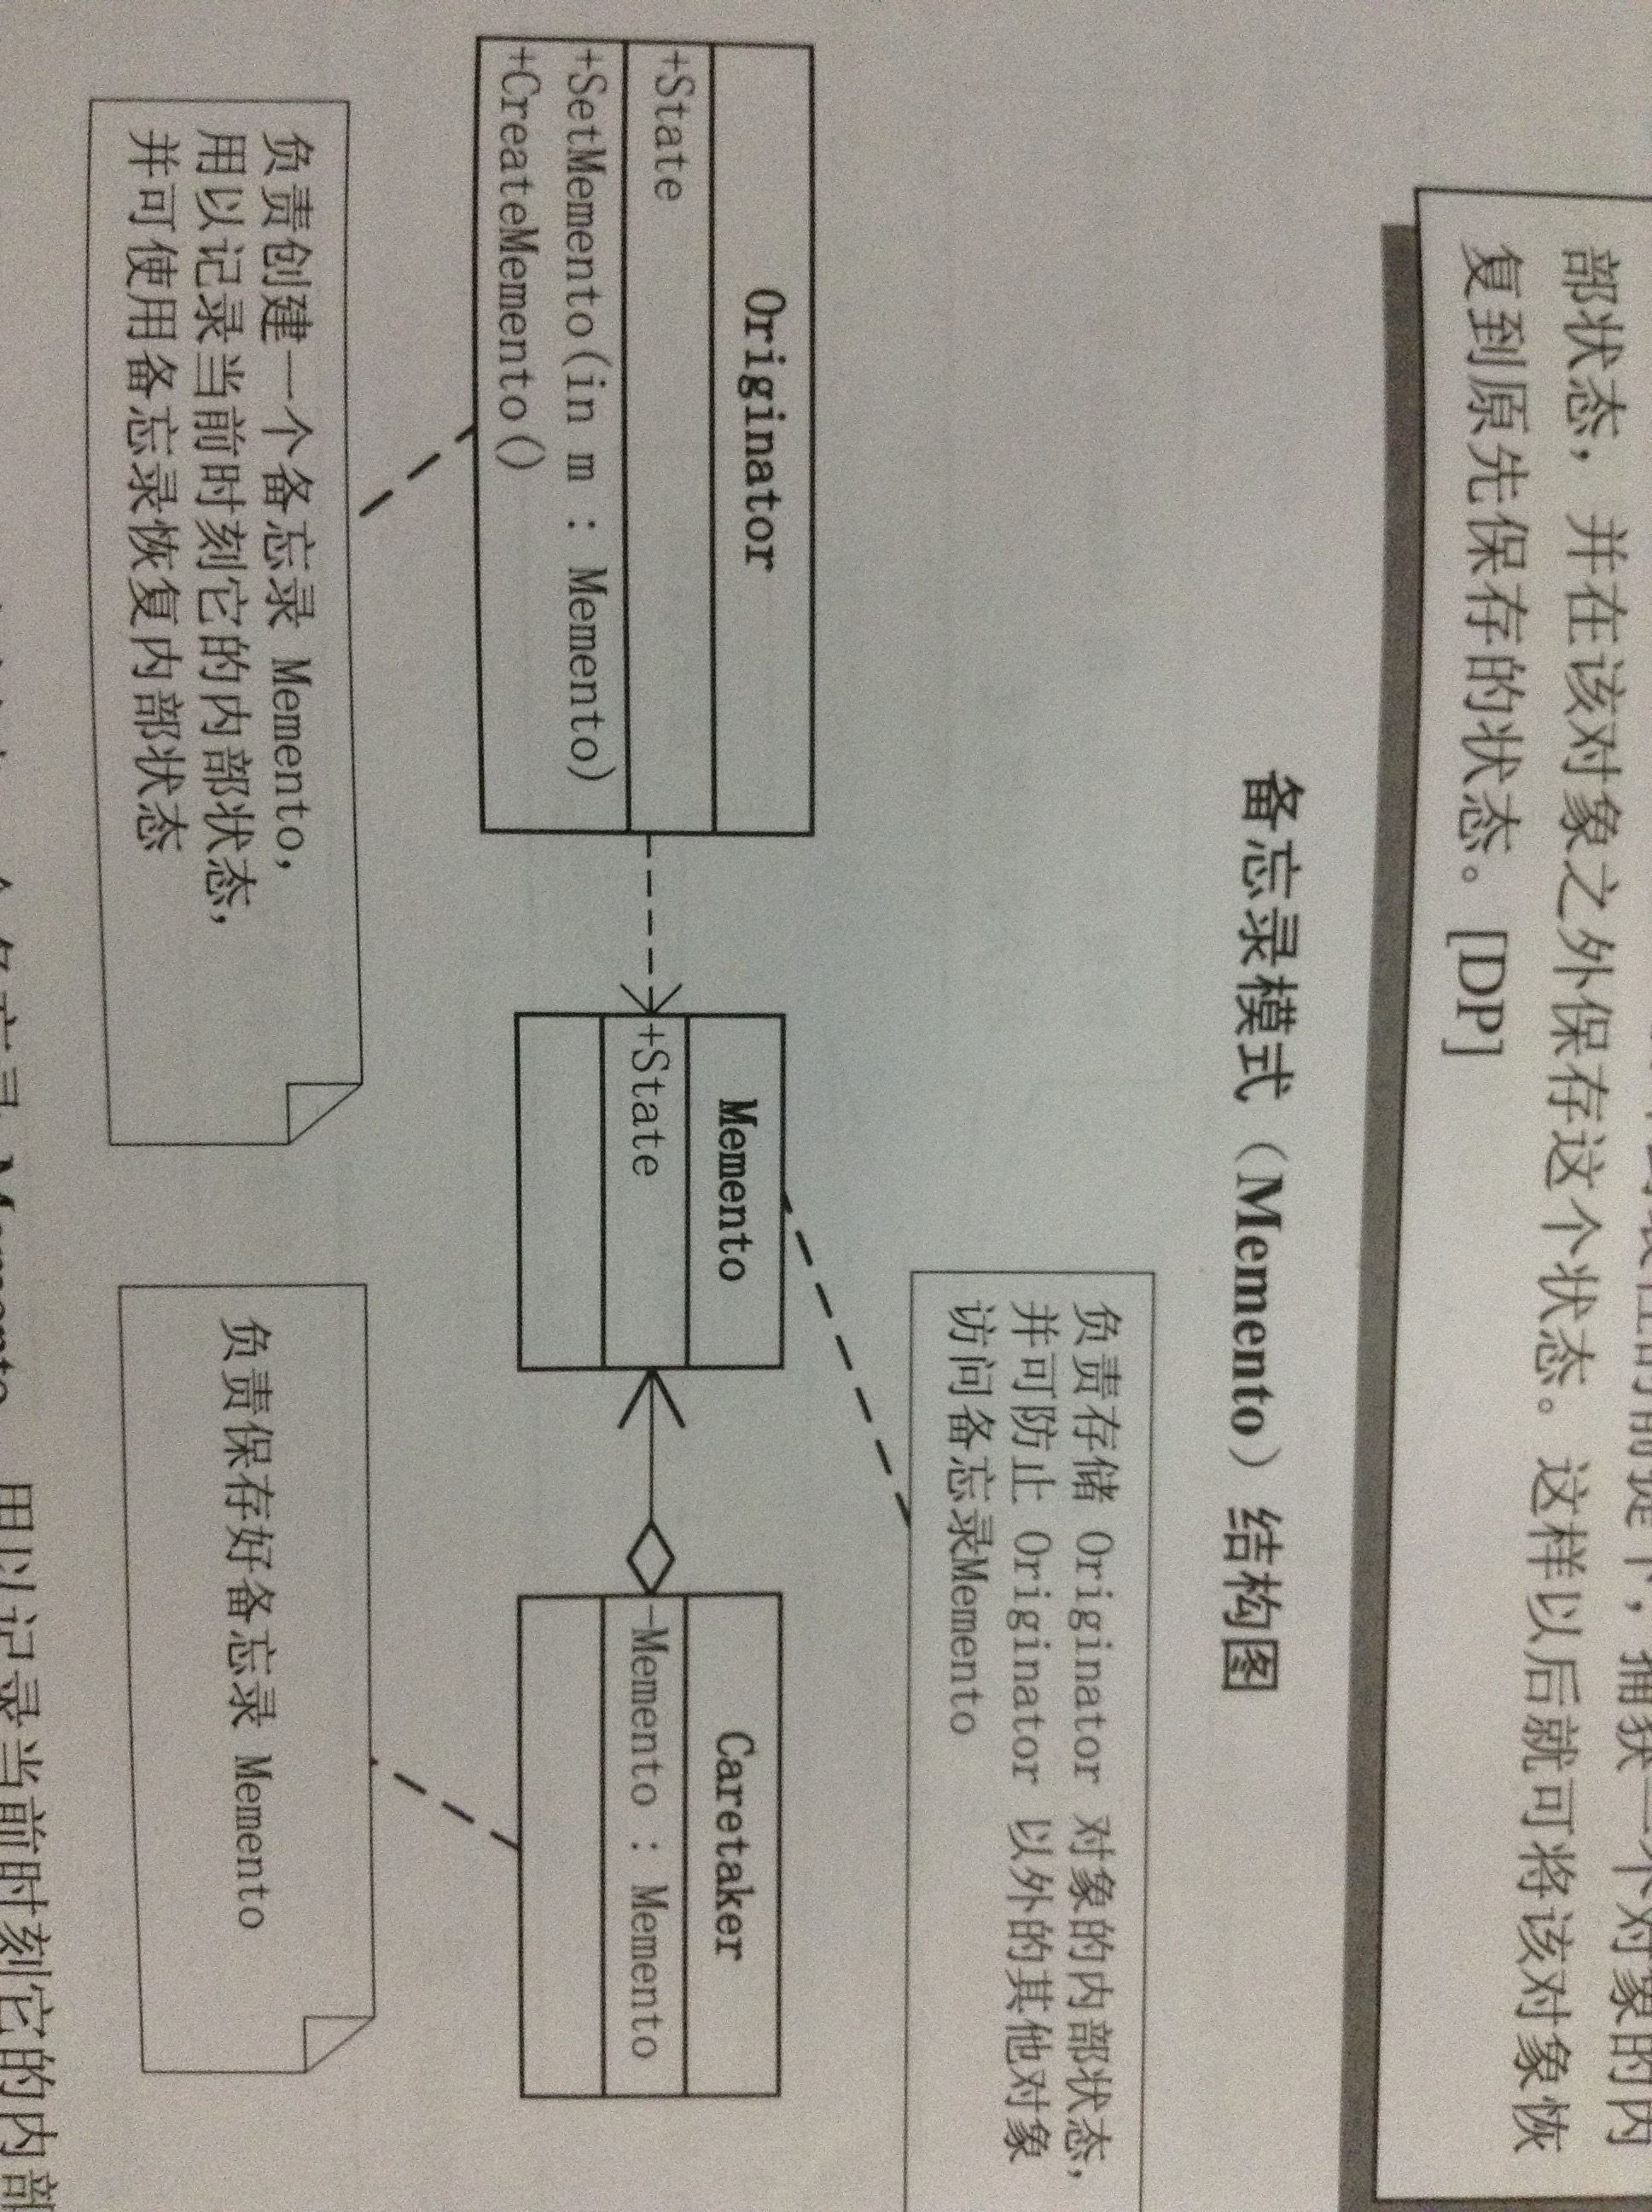 捕获一个对象的内
部状态，并在该对象之外保存这个状态。这样以后就可将该对象恢
复到原先保存的状态。[DP]
备忘录模式（Memento）结构图
负责存储 Originator 对象的内部状态，
并可防止 Originator 以外的其他对象
访问备忘录Memento
Originator
+State
+SetMemento(in m : Memento)
+CreateMemento()
Memento
+State
Caretaker
-Memento : Memento
负责创建一个备忘录 Memento，
用以记录当前时刻它的内部状态，
并可使用备忘录恢复内部状态
负责保存好备忘录 Memento
Memento，用以记录当前时刻它的内部